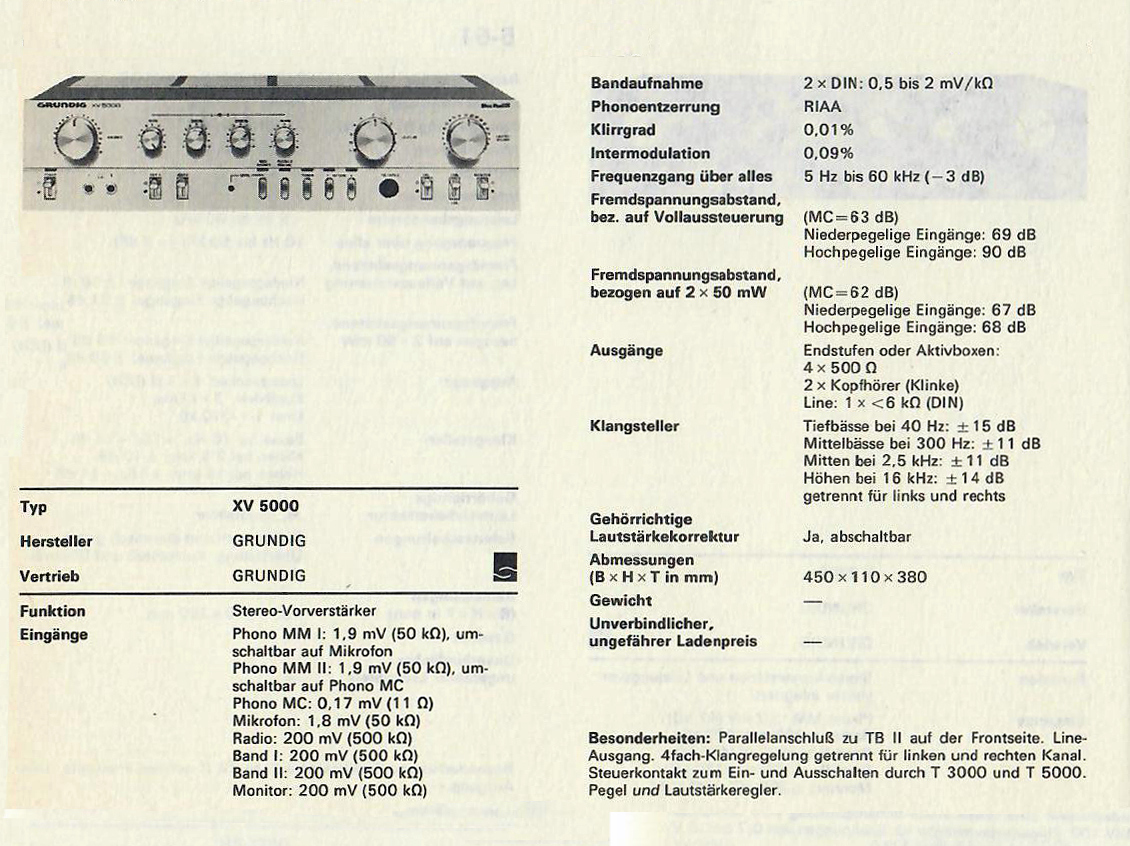 GRUNDIG XV 5000
Typ XV 5000
Hersteller GRUNDIG
Vertrieb GRUNDIG
Funktion Stereo-Vorverstärker
Eingänge Phono MM I: 1,9 mV (50 kΩ), um-
schaltbar auf Mikrofon
Phono MM II: 1,9 mV (50 kΩ), um-
schaltbar auf Phono MC
Phono MC: 0,17 mV (11 Ω)
Mikrofon: 1,8 mV (50 kΩ)
Radio: 200 mV (500 kΩ)
Band I: 200 mV (500 kΩ)
Band II: 200 mV (500 kΩ)
Monitor: 200 mV (500 kΩ)
Bandaufnahme 2 x DIN: 0,5 bis 2 mV/kΩ
Phonoentzerrung RIAA
Klirrgrad 0,01%
Intermodulation 0,09%
Frequenzgang über alles 5 Hz bis 60 kHz (−3 dB)
Fremdspannungsabstand,
bez. auf Vollaussteuerung (MC=63 dB)
Niederpegelige Eingänge: 69 dB
Hochpegelige Eingänge: 90 dB
Fremdspannungsabstand,
bezogen auf 2 x 50 mW (MC=62 dB)
Niederpegelige Eingänge: 67 dB
Hochpegelige Eingänge: 68 dB
Ausgänge Endstufen oder Aktivboxen:
4 x 500 Ω
2 x Kopfhörer (Klinke)
Line: 1 x <6 kΩ (DIN)
Klangsteller Tiefbässe bei 40 Hz: ±15 dB
Mittelbässe bei 300 Hz: ±11 dB
Mitten bei 2,5 kHz: ±11 dB
Höhen bei 16 kHz: ±14 dB
getrennt für links und rechts
Gehörrichtige
Lautstärkekorrektur Ja, abschaltbar
Abmessungen
(B x H x T in mm) 450 x 110 x 380
Gewicht —
Unverbindlicher,
ungefährer Ladenpreis —
Besonderheiten: Parallelanschluß zu TB II auf der Frontseite. Line-
Ausgang. 4fach-Klangregelung getrennt für linken und rechten Kanal.
Steuerkontakt zum Ein- und Ausschalten durch T 3000 und T 5000.
Pegel und Lautstärkeregler.